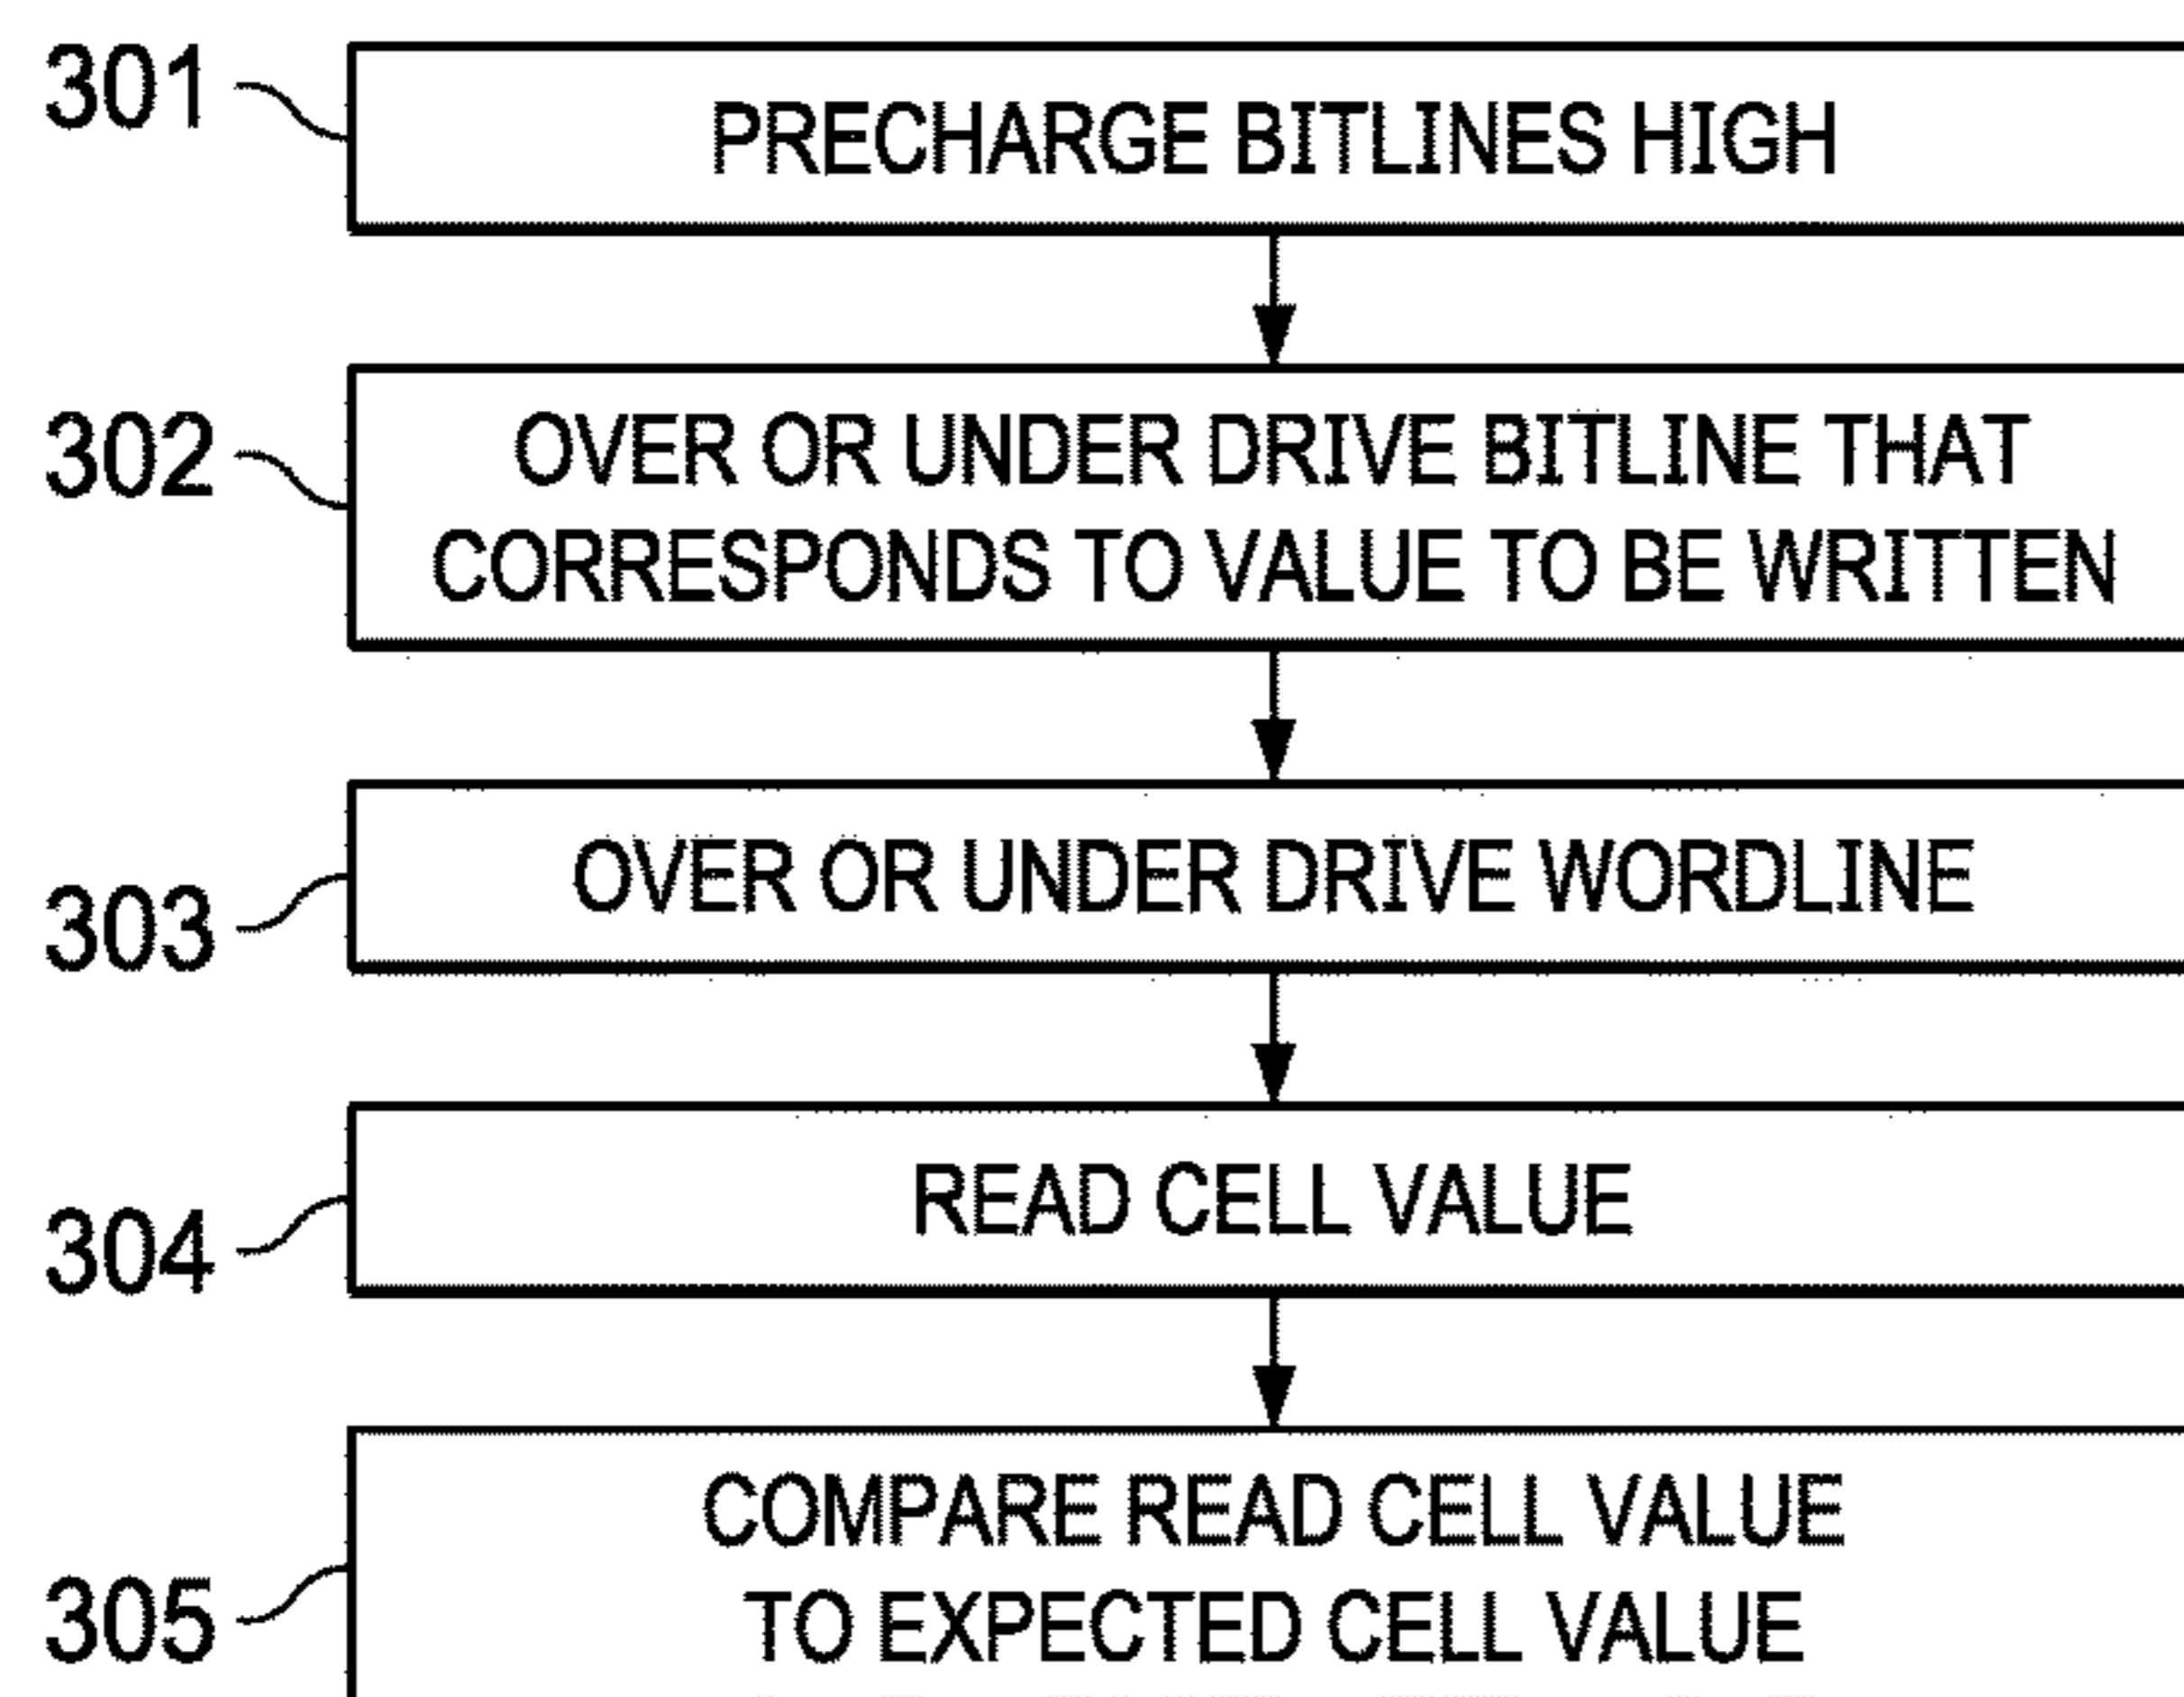 301
PRECHARGE BITLINES HIGH
302
OVER OR UNDER DRIVE BITLINE THAT
CORRESPONDS TO VALUE TO BE WRITTEN
303
OVER OR UNDER DRIVE WORDLINE
304
READ CELL VALUE
305
COMPARE READ CELL VALUE
TO EXPECTED CELL VALUE